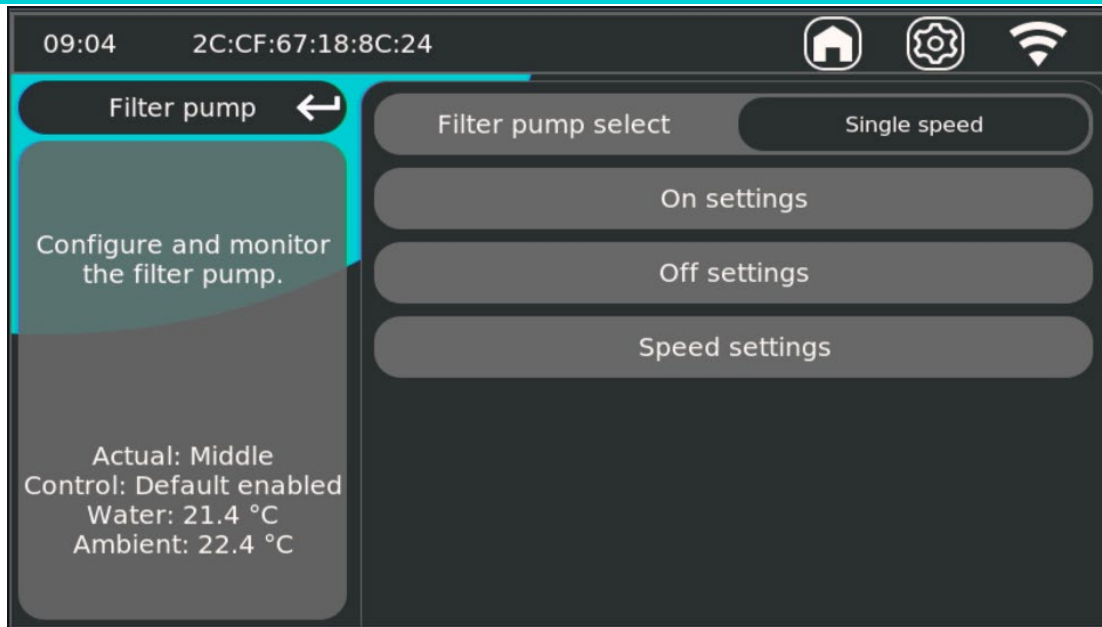 09:04 2C:CF:67:18:8C:24
Filter pump
Configure and monitor
the filter pump.
Actual: Middle
Control: Default enabled
Water: 21.4 °C
Ambient: 22.4 °C
Filter pump select Single speed
On settings
Off settings
Speed settings